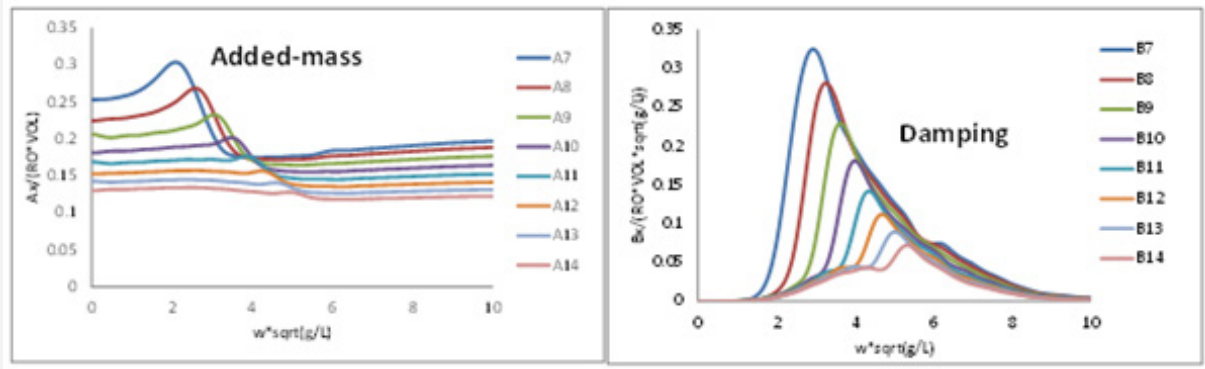 Added-mass
Ax/(RO*VOL)
0.35
0.3
0.25
0.2
0.15
0.1
0.05
0
0 2 4 6 8 10
w*sqrt(g/L)
A7
A8
A9
A10
A11
A12
A13
A14
Damping
Bx/(RO*VOL*sqrt(g/L))
0.35
0.3
0.25
0.2
0.15
0.1
0.05
0
0 2 4 6 8 10
w*sqrt(g/L)
B7
B8
B9
B10
B11
B12
B13
B14